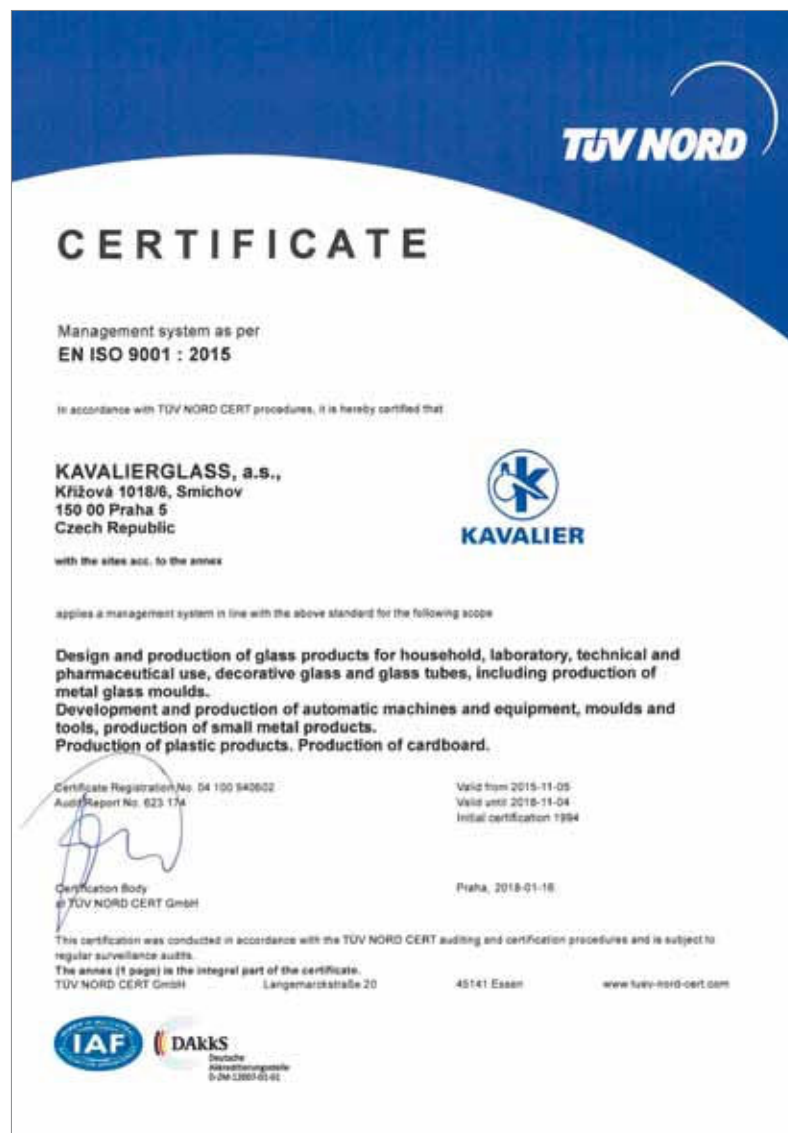 TÜV NORD
CERTIFICATE
Management system as per
EN ISO 9001 : 2015
In accordance with TÜV NORD CERT procedures, it is hereby certified that
KAVALIERGLASS, a.s.,
Křížová 1018/6, Smíchov
150 00 Praha 5
Czech Republic
KAVALIER
with the sites acc. to the annex
applies a management system in line with the above standard for the following scope
Design and production of glass products for household, laboratory, technical and
pharmaceutical use, decorative glass and glass tubes, including production of
metal glass moulds.
Development and production of automatic machines and equipment, moulds and
tools, production of small metal products.
Production of plastic products. Production of cardboard.
Certificate Registration No. 04 100 940602
Audit Report No. 623 174
Valid from 2015-11-05
Valid until 2018-11-04
Initial certification 1994
Certification Body
at TÜV NORD CERT GmbH
Praha, 2018-01-16
This certification was conducted in accordance with the TÜV NORD CERT auditing and certification procedures and is subject to
regular surveillance audits.
The annex (1 page) is the integral part of the certificate.
TÜV NORD CERT GmbH Langemarckstraße 20 45141 Essen www.tuev-nord-cert.com
IAF
DAkkS
Deutsche
Akkreditierungsstelle
D-ZM-12007-01-01